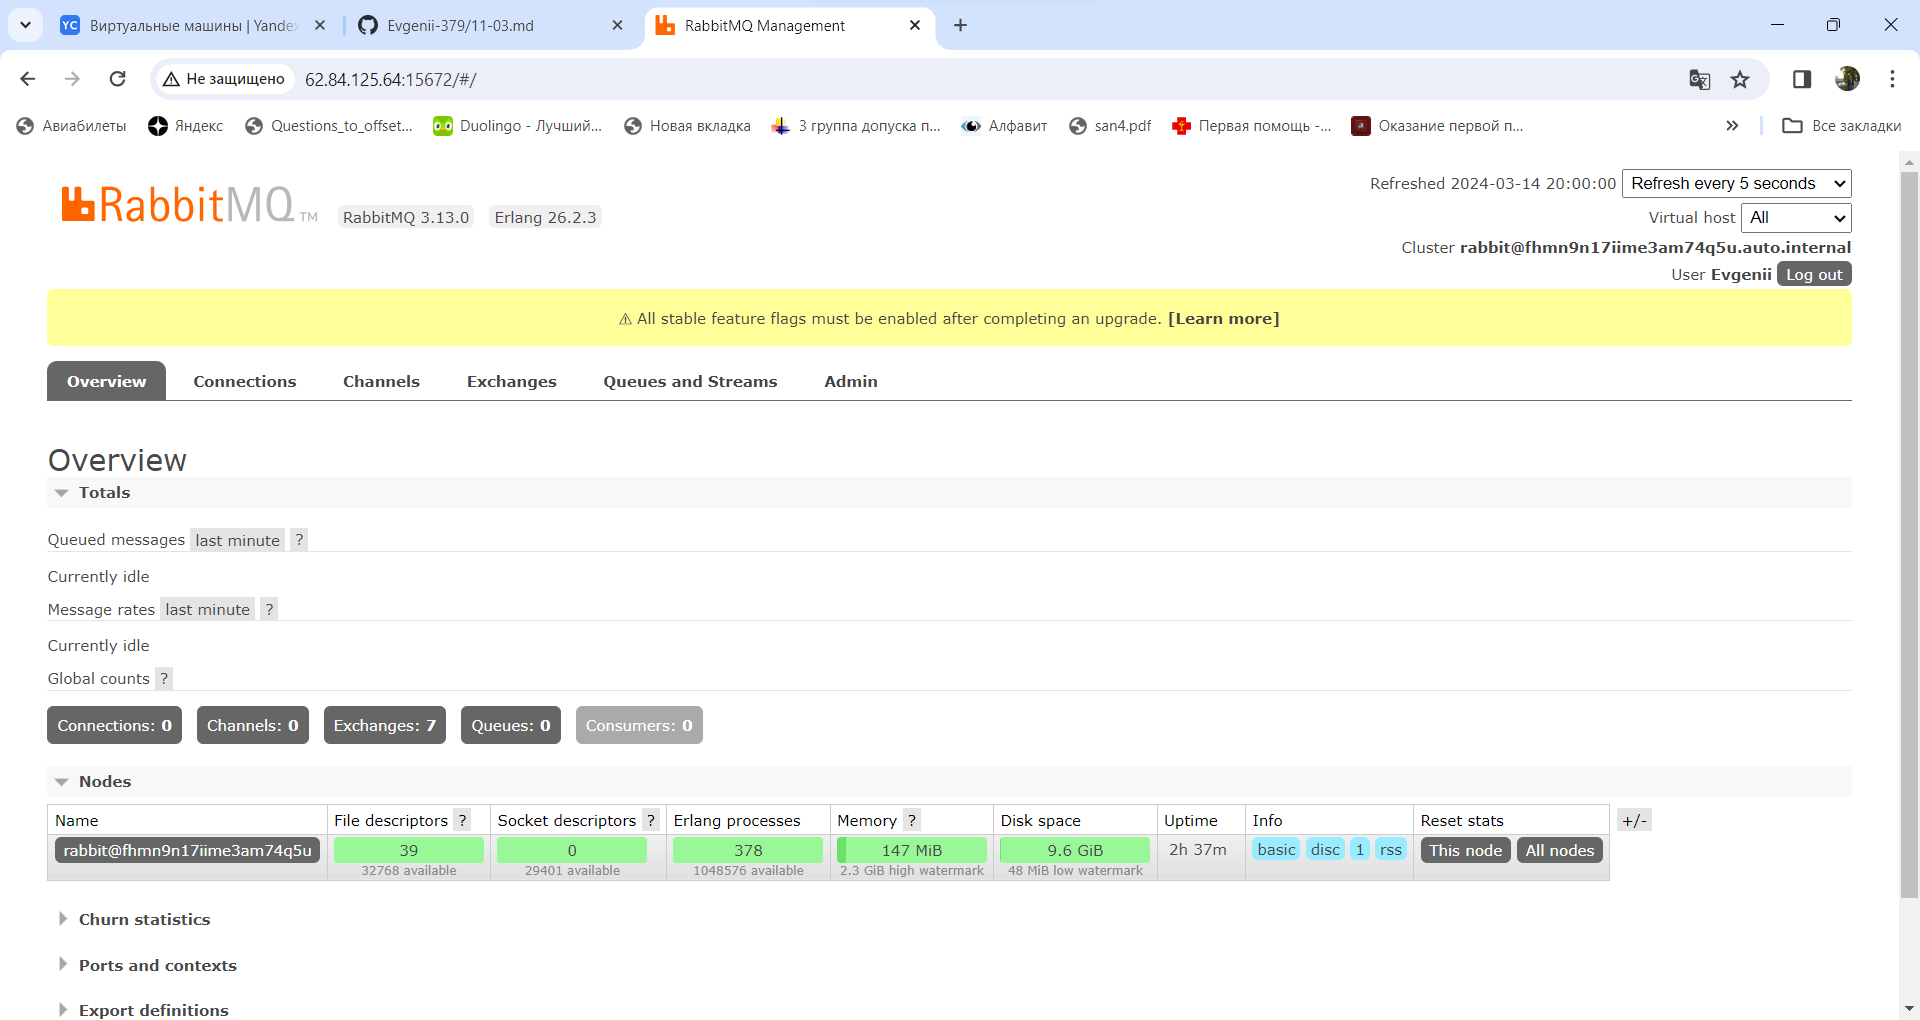 YC Виртуальные машины | Yandex
Evgenii-379/11-03.md
RabbitMQ Management
Не защищено
62.84.125.64:15672/#/
Авиабилеты
Яндекс
Questions_to_offset...
Duolingo - Лучший...
Новая вкладка
3 группа допуска п...
Алфавит
san4.pdf
Первая помощь -...
Оказание первой п...
Все закладки
RabbitMQ TM
RabbitMQ 3.13.0
Erlang 26.2.3
Refreshed 2024-03-14 20:00:00 Refresh every 5 seconds
Virtual host All
Cluster rabbit@fhmn9n17iime3am74q5u.auto.internal
User Evgenii Log out
⚠ All stable feature flags must be enabled after completing an upgrade. [Learn more]
Overview Connections Channels Exchanges Queues and Streams Admin
Overview
Totals
Queued messages last minute ?
Currently idle
Message rates last minute ?
Currently idle
Global counts ?
Connections: 0 Channels: 0 Exchanges: 7 Queues: 0 Consumers: 0
Nodes
Name File descriptors ? Socket descriptors ? Erlang processes Memory ? Disk space Uptime Info Reset stats +/-
rabbit@fhmn9n17iime3am74q5u 39 0 378 147 MiB 9.6 GiB 2h 37m basic disc 1 rss This node All nodes
32768 available 29401 available 1048576 available 2.3 GiB high watermark 48 MiB low watermark
Churn statistics
Ports and contexts
Export definitions